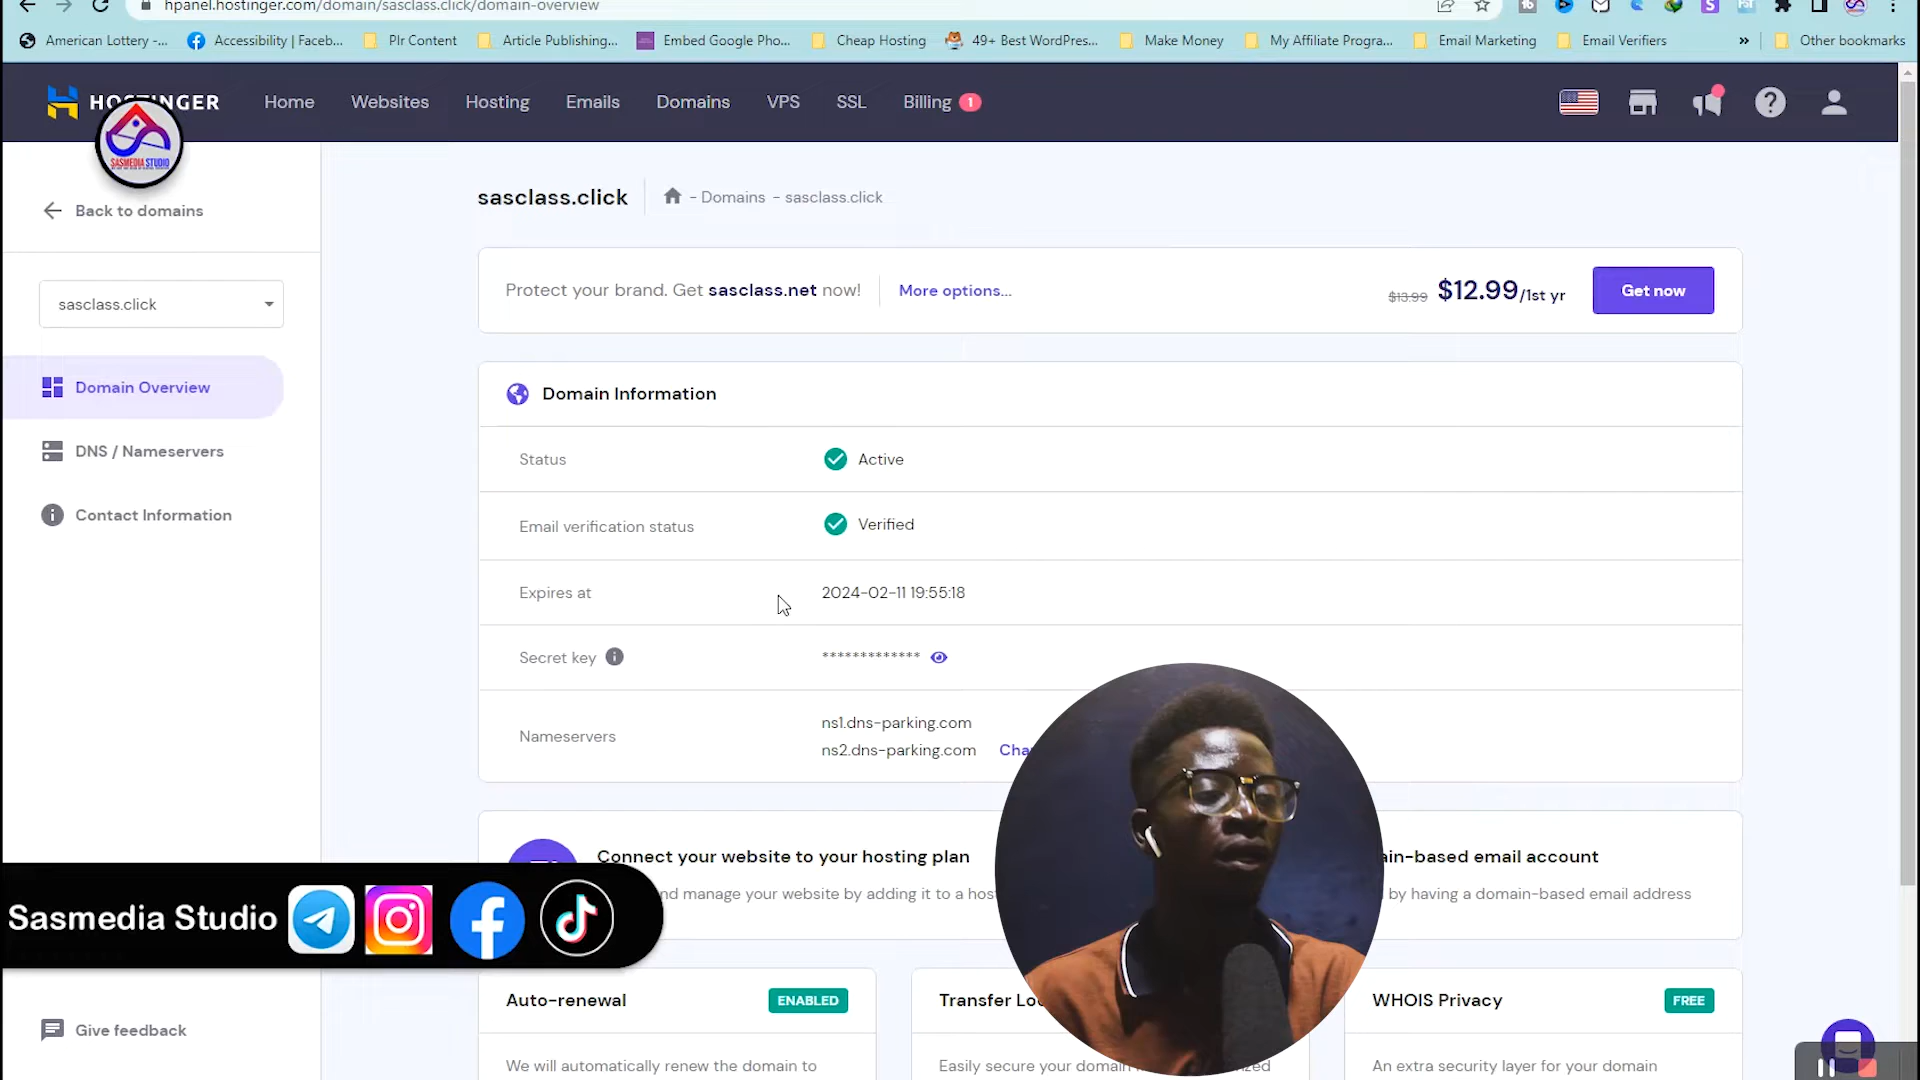 hpanel.hostinger.com/domain/sasclass.click/domain-overview
American Lottery -... Accessibility | Faceb... Plr Content Article Publishing... Embed Google Pho... Cheap Hosting 49+ Best WordPres... Make Money My Affiliate Progra... Email Marketing Email Verifiers » Other bookmarks
HOSTINGER Home Websites Hosting Emails Domains VPS SSL Billing 1
SASMEDIA STUDIO
Back to domains
sasclass.click - Domains - sasclass.click
sasclass.click
Protect your brand. Get sasclass.net now! More options... $13.99 $12.99/1st yr Get now
Domain Overview
DNS / Nameservers
Contact Information
Domain Information
Status Active
Email verification status Verified
Expires at 2024-02-11 19:55:18
Secret key *************
Nameservers ns1.dns-parking.com
ns2.dns-parking.com
Connect your website to your hosting plan
nd manage your website by adding it to a hos
ain-based email account
by having a domain-based email address
Sasmedia Studio
Auto-renewal ENABLED
We will automatically renew the domain to
Transfer Loc
Easily secure your domain
WHOIS Privacy FREE
An extra security layer for your domain
Give feedback